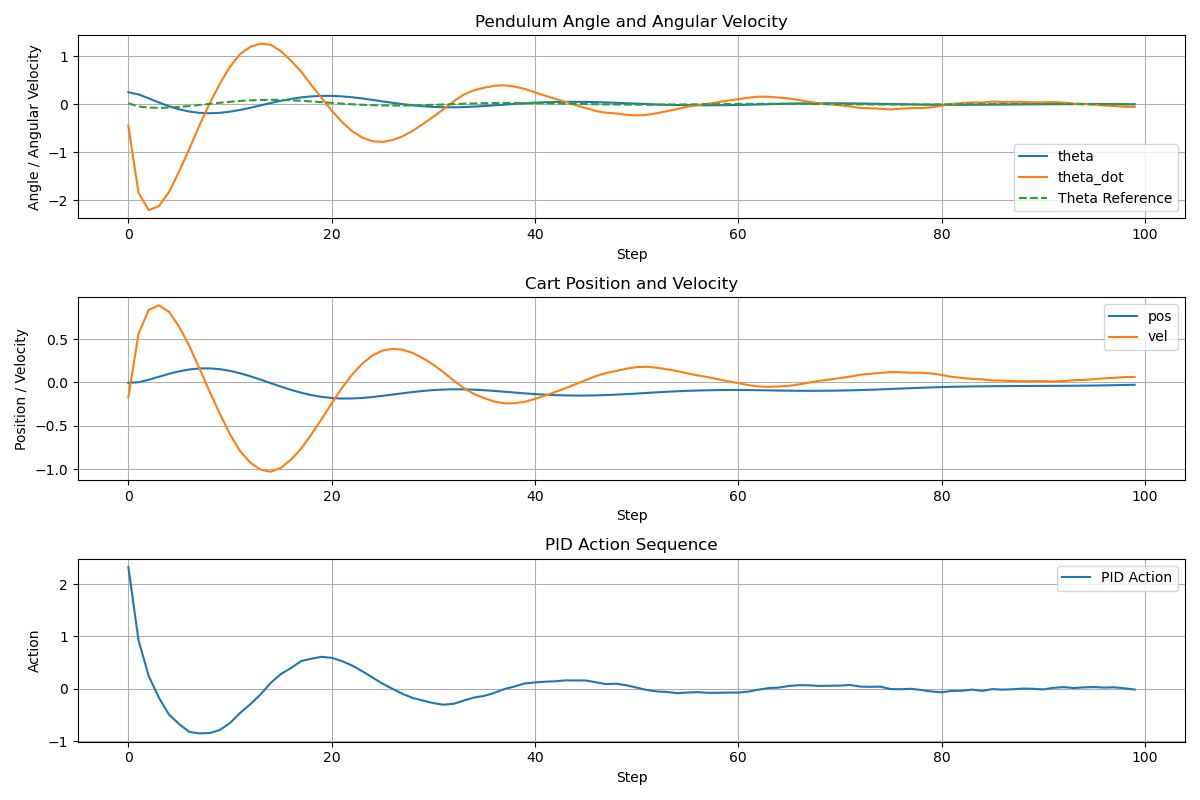 Pendulum Angle and Angular Velocity
Angle / Angular Velocity
1
0
−1
−2
theta
theta_dot
Theta Reference
0 20 40 60 80 100
Step
Cart Position and Velocity
Position / Velocity
0.5
0.0
−0.5
−1.0
pos
vel
0 20 40 60 80 100
Step
PID Action Sequence
Action
2
1
0
−1
PID Action
0 20 40 60 80 100
Step